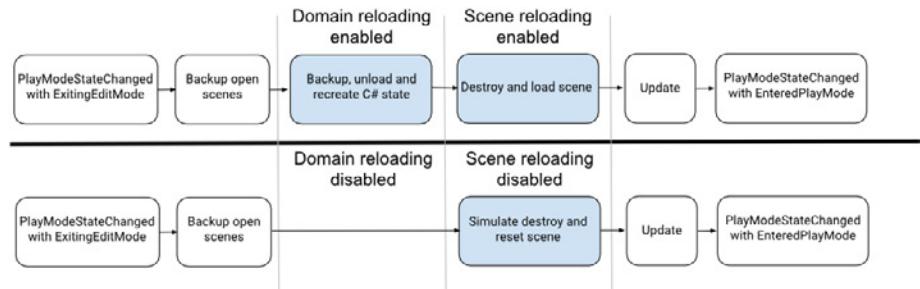 Domain reloading
enabled
Scene reloading
enabled
PlayModeStateChanged
with ExitingEditMode
Backup open
scenes
Backup, unload and
recreate C# state
Destroy and load scene
Update
PlayModeStateChanged
with EnteredPlayMode
Domain reloading
disabled
Scene reloading
disabled
PlayModeStateChanged
with ExitingEditMode
Backup open
scenes
Simulate destroy and
reset scene
Update
PlayModeStateChanged
with EnteredPlayMode